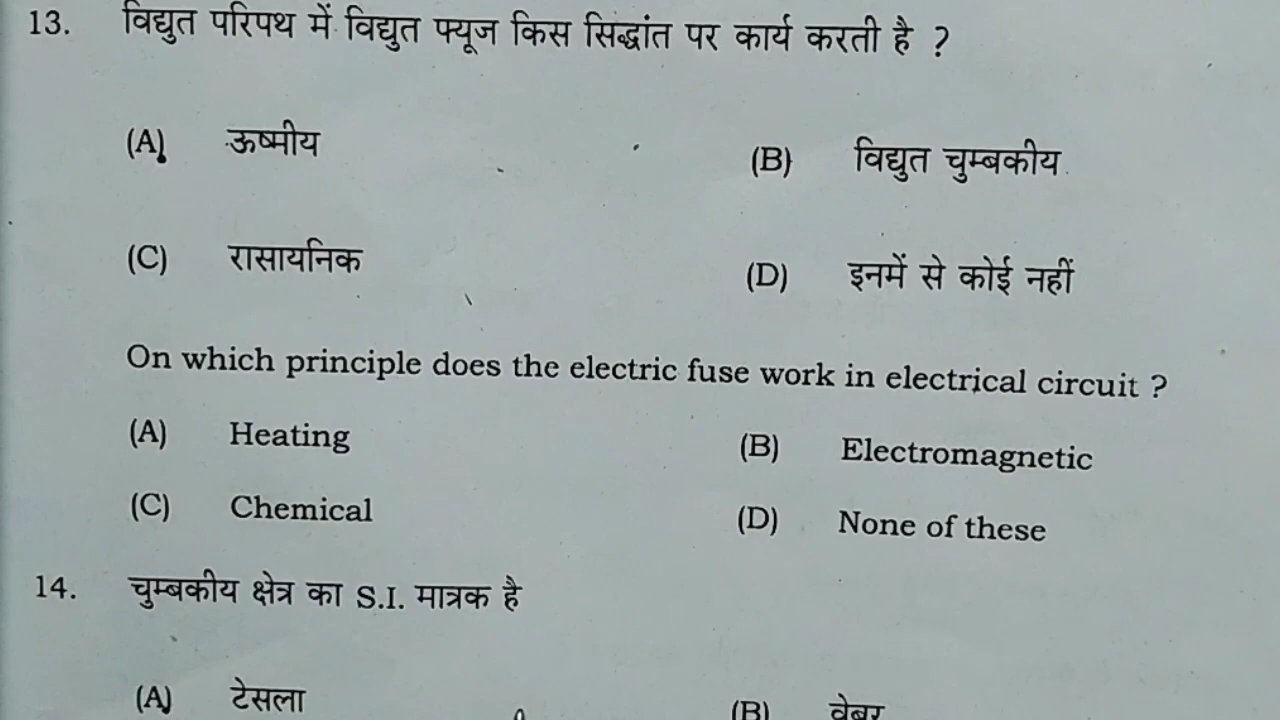 13. विद्युत परिपथ में विद्युत फ्यूज किस सिद्धांत पर कार्य करती है ?
(A) ऊष्मीय (B) विद्युत चुम्बकीय
(C) रासायनिक (D) इनमें से कोई नहीं
On which principle does the electric fuse work in electrical circuit ?
(A) Heating (B) Electromagnetic
(C) Chemical (D) None of these
14. चुम्बकीय क्षेत्र का S.I. मात्रक है
(A) टेसला (B) वेबर